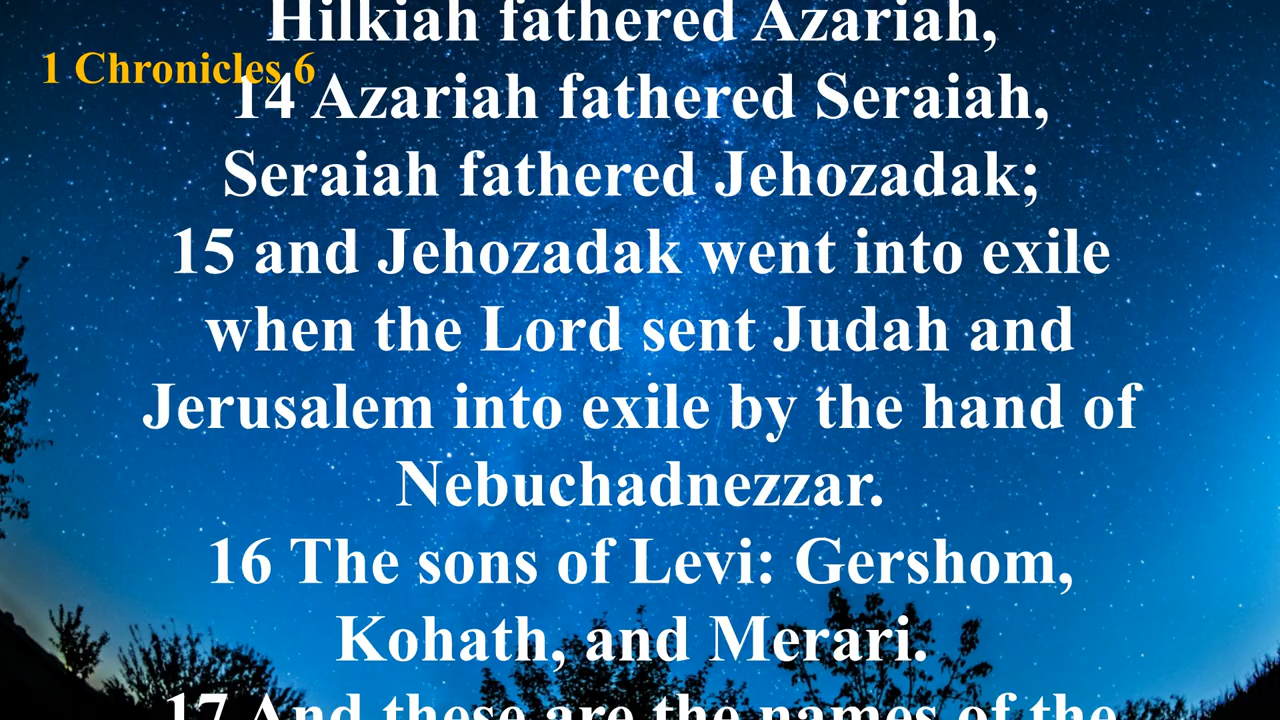 Hilkiah fathered Azariah,
1 Chronicles 6
14 Azariah fathered Seraiah,
Seraiah fathered Jehozadak;
15 and Jehozadak went into exile
when the Lord sent Judah and
Jerusalem into exile by the hand of
Nebuchadnezzar.
16 The sons of Levi: Gershom,
Kohath, and Merari.
17 And these are the names of the